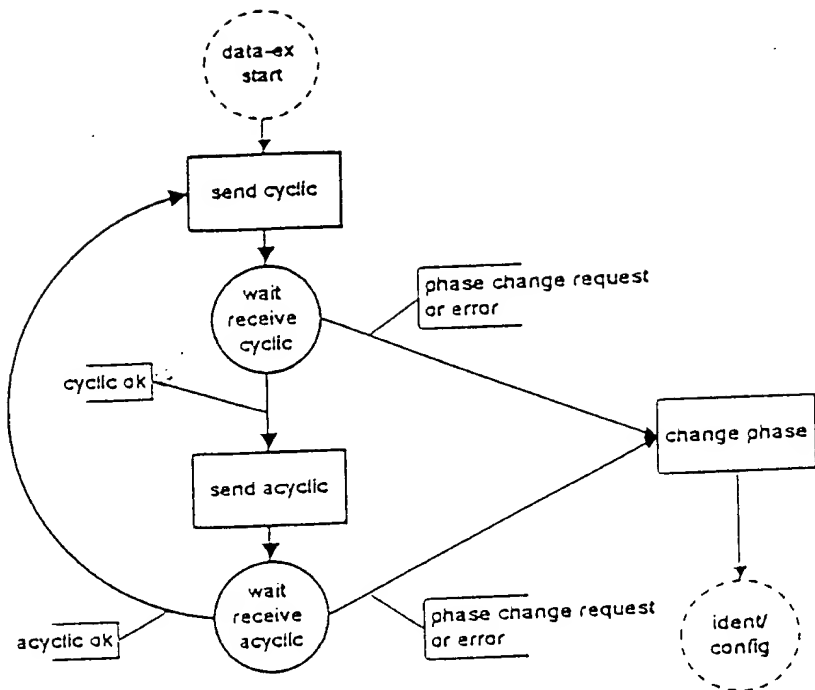 data-ex
start
send cyclic
wait
receive
cyclic
phase change request
or error
cyclic ok
change phase
send acyclic
wait
receive
acyclic
acyclic ok
phase change request
or error
ident/
config